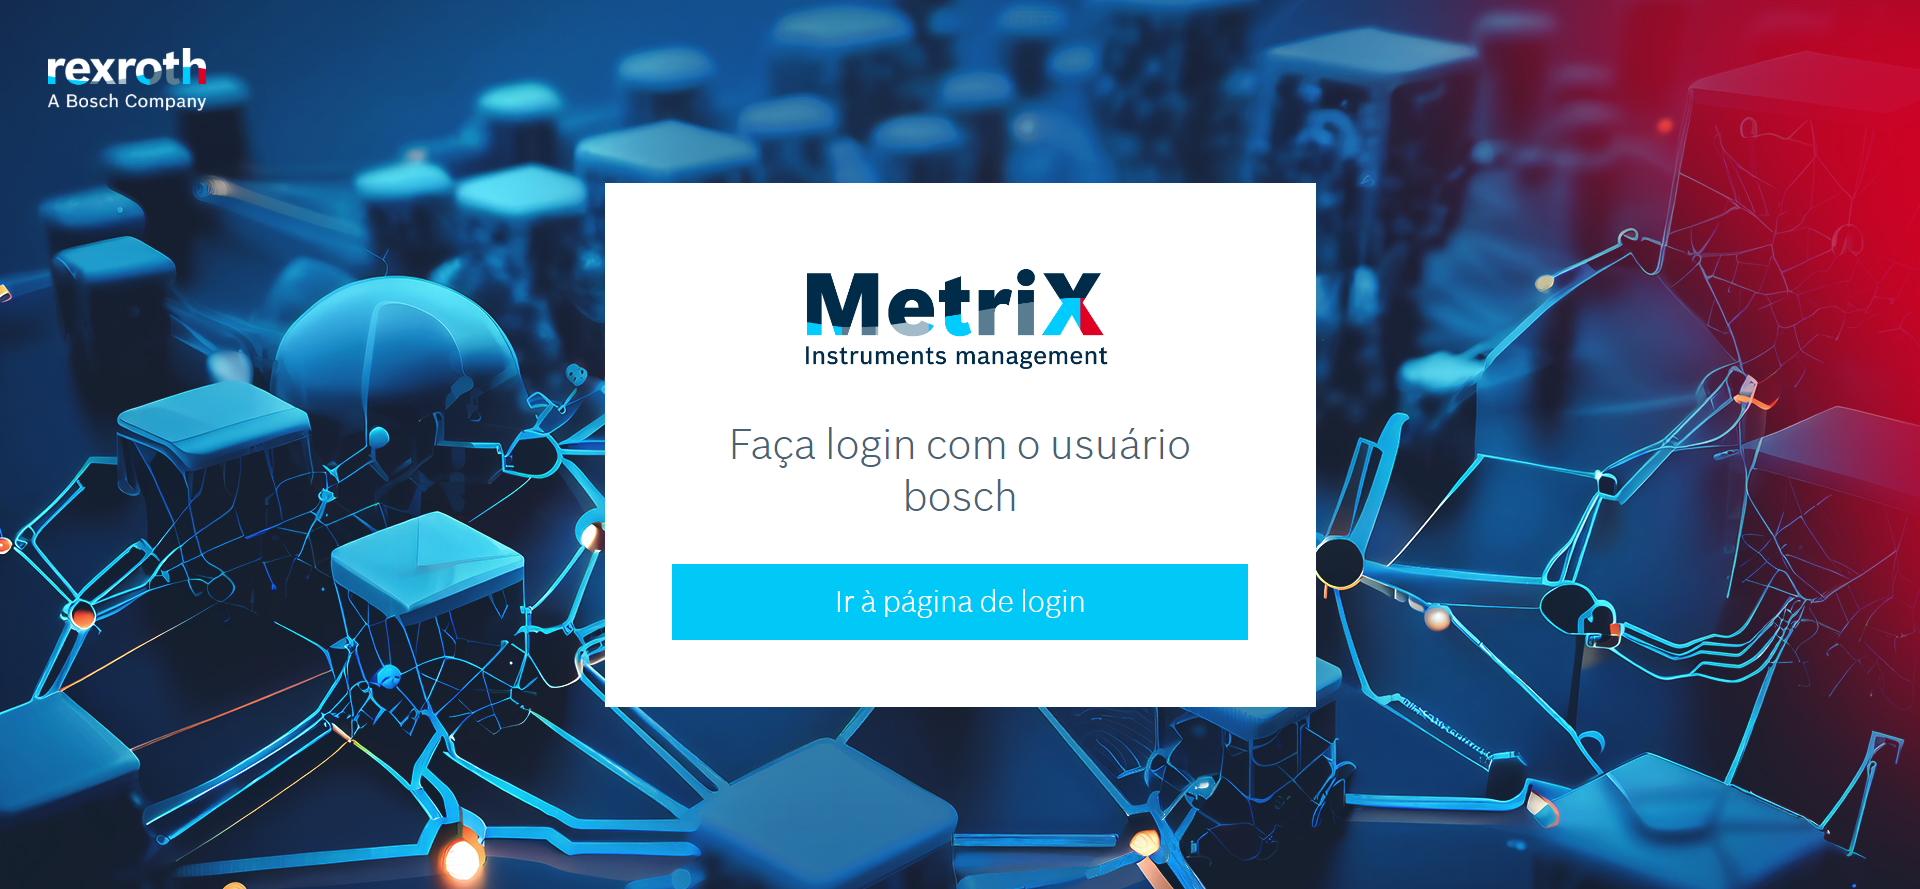 rexroth
A Bosch Company
MetriX
Instruments management
Faça login com o usuário
bosch
Ir à página de login